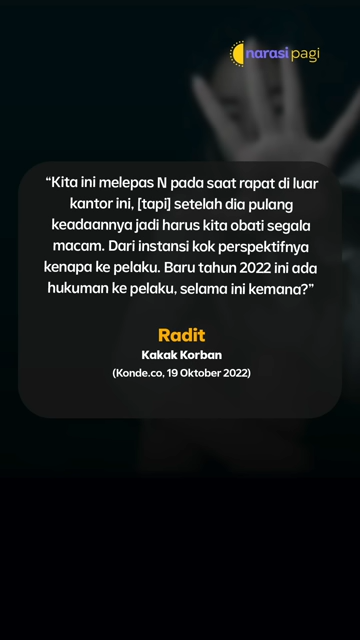 narasi pagi
“Kita ini melepas N pada saat rapat di luar
kantor ini, [tapi] setelah dia pulang
keadaannya jadi harus kita obati segala
macam. Dari instansi kok perspektifnya
kenapa ke pelaku. Baru tahun 2022 ini ada
hukuman ke pelaku, selama ini kemana?”
Radit
Kakak Korban
(Konde.co, 19 Oktober 2022)